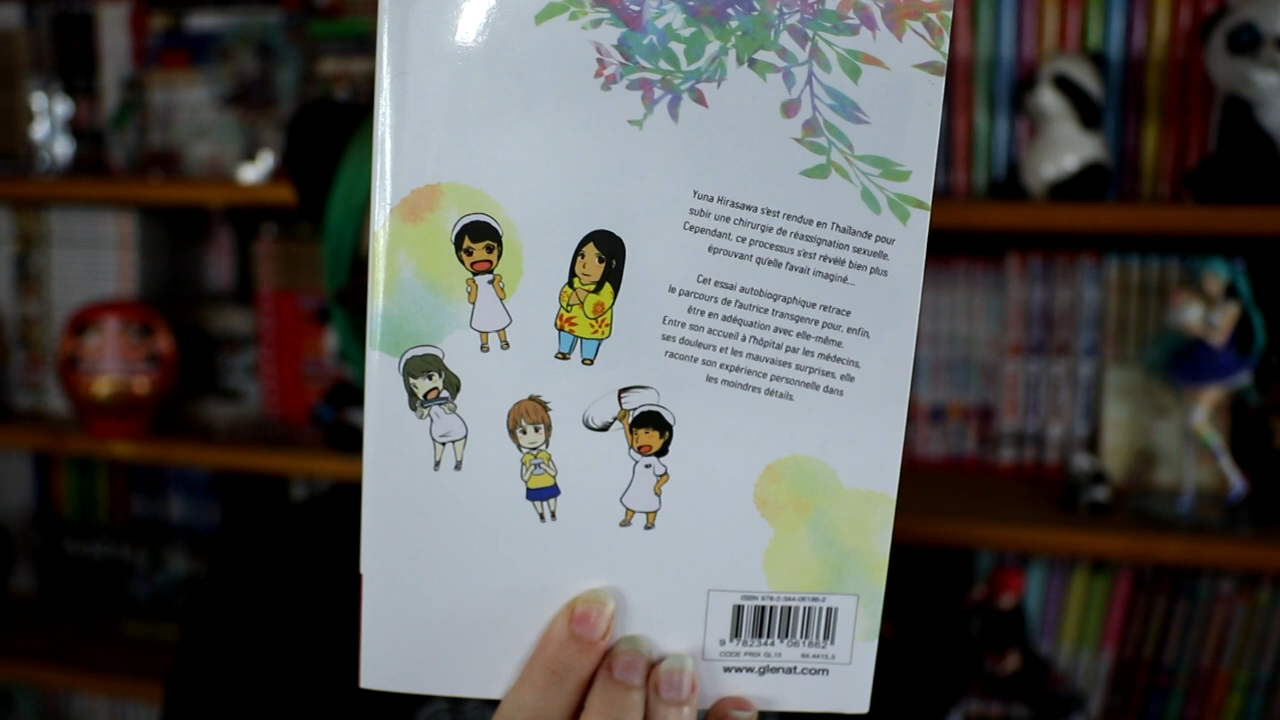 Yuna Hirasawa s'est rendue en Thaïlande pour
subir une chirurgie de réassignation sexuelle.
Cependant, ce processus s'est révélé bien plus
éprouvant qu'elle l'avait imaginé...
Cet essai autobiographique retrace
le parcours de l'autrice transgenre pour, enfin,
être en adéquation avec elle-même.
Entre son accueil à l'hôpital par les médecins,
ses douleurs et les mauvaises surprises, elle
raconte son expérience personnelle dans
les moindres détails.
ISBN 978-2-344-06186-2
9 782344 061862
CODE PRIX GL15
www.glenat.com